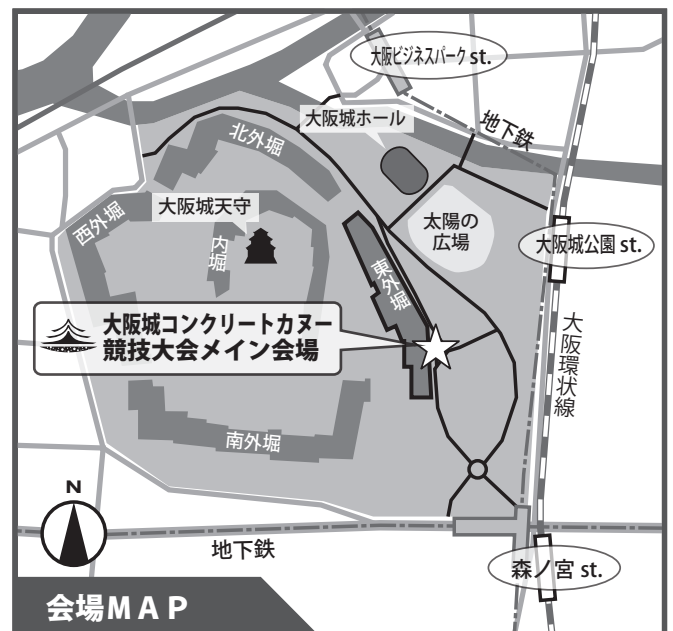 大阪ビジネスパーク st.
大阪城ホール
地下鉄
北外堀
大阪城天守
西外堀
内堀
太陽の
広場
大阪城公園 st.
東外堀
大阪城コンクリートカヌー
競技大会メイン会場
大阪環状線
南外堀
N
地下鉄
森ノ宮 st.
会場MAP